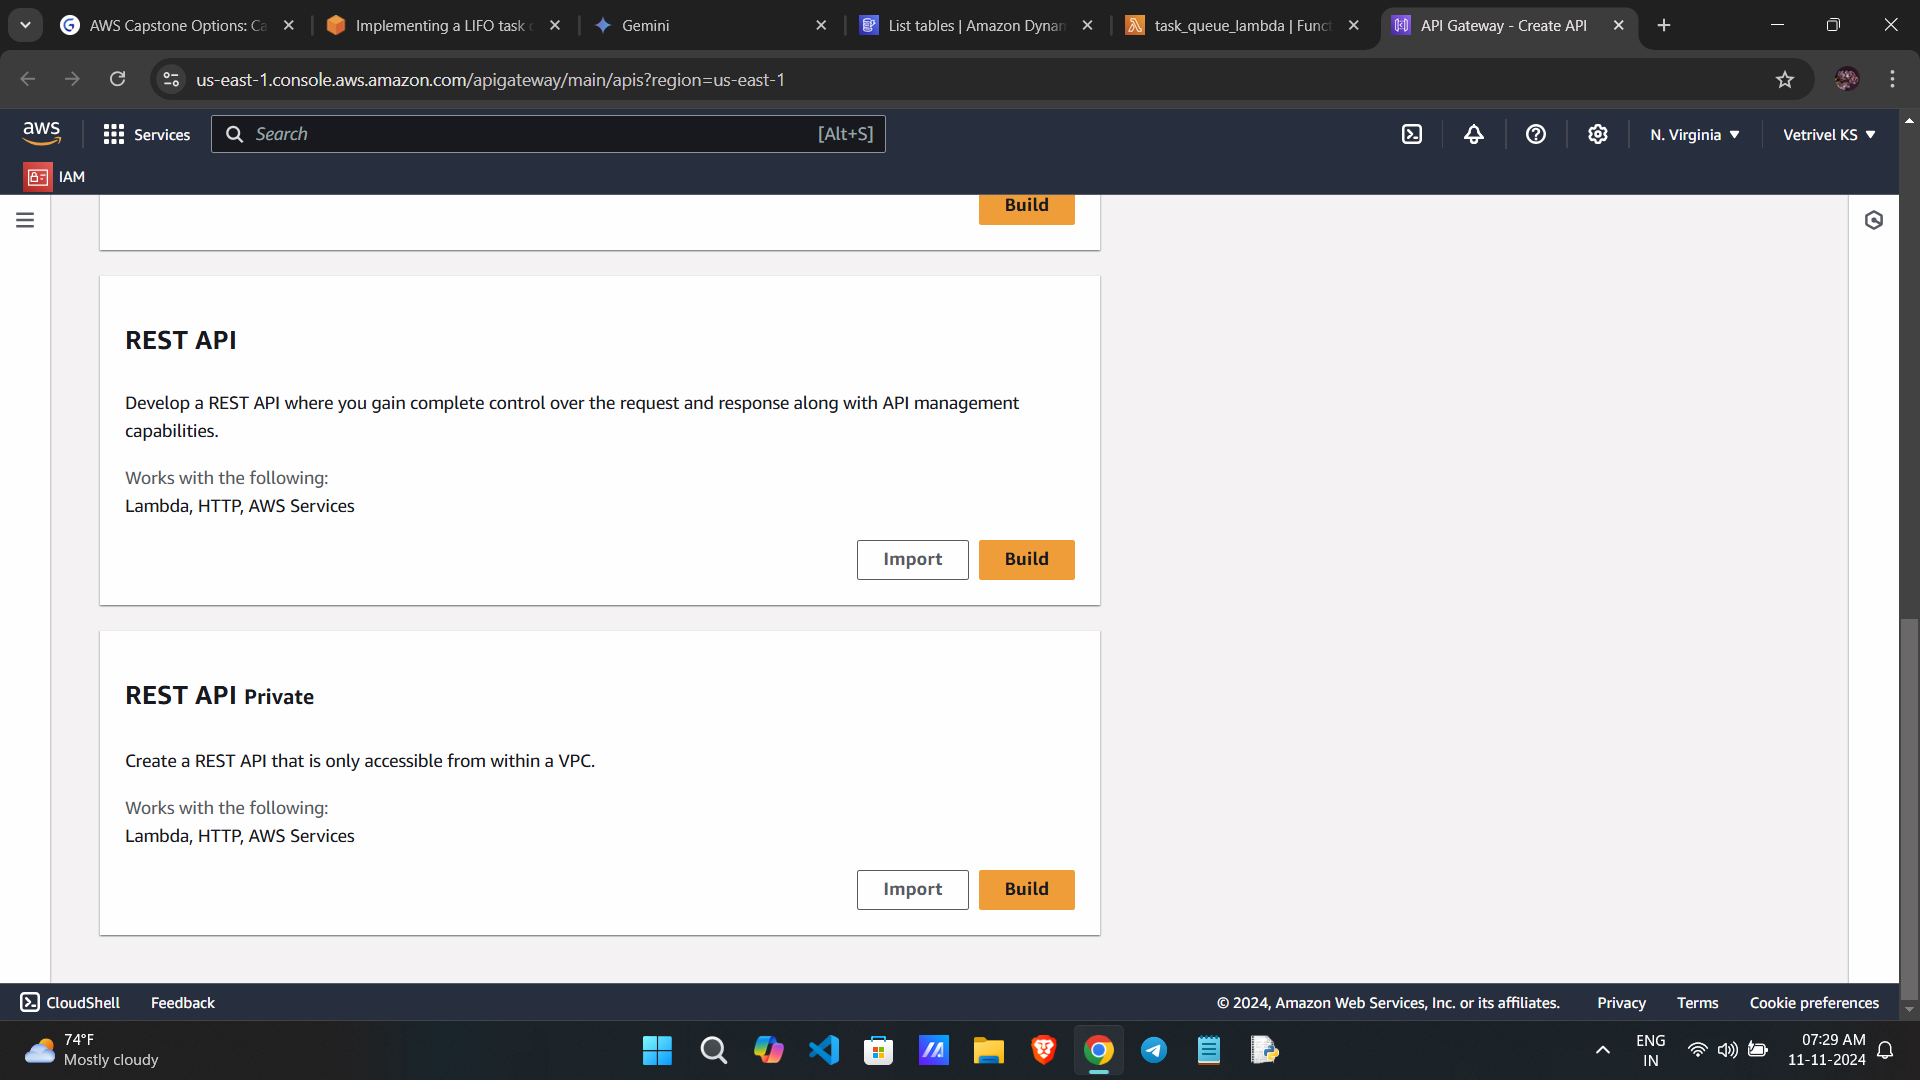 AWS Capstone Options: Ca
Implementing a LIFO task
Gemini
List tables | Amazon Dynam
task_queue_lambda | Funct
API Gateway - Create API
us-east-1.console.aws.amazon.com/apigateway/main/apis?region=us-east-1
aws
Services
Search
[Alt+S]
N. Virginia
Vetrivel KS
IAM
Build
REST API
Develop a REST API where you gain complete control over the request and response along with API management
capabilities.
Works with the following:
Lambda, HTTP, AWS Services
Import
Build
REST API Private
Create a REST API that is only accessible from within a VPC.
Works with the following:
Lambda, HTTP, AWS Services
Import
Build
CloudShell
Feedback
© 2024, Amazon Web Services, Inc. or its affiliates.
Privacy
Terms
Cookie preferences
74°F
Mostly cloudy
ENG
IN
07:29 AM
11-11-2024